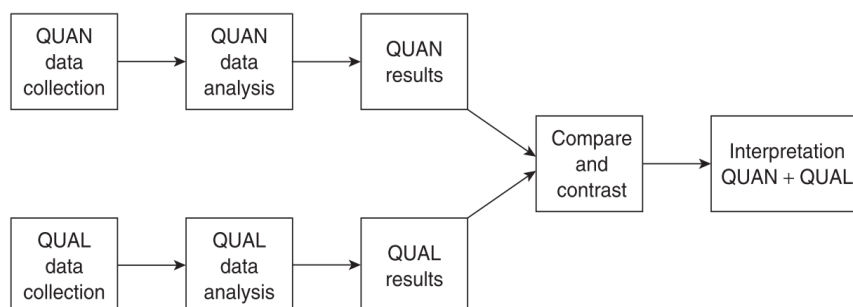 QUAN
data
collection
QUAN
data
analysis
QUAN
results
Compare
and
contrast
Interpretation
QUAN + QUAL
QUAL
data
collection
QUAL
data
analysis
QUAL
results